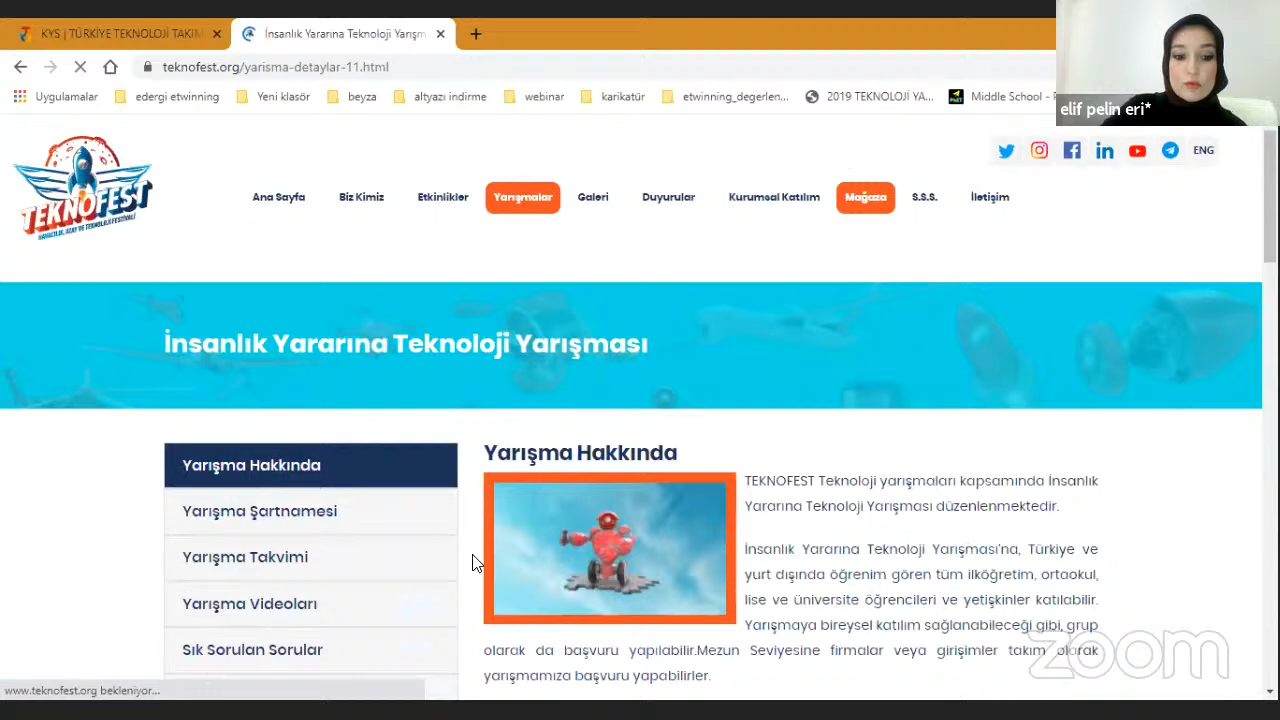 KYS | TÜRKİYE TEKNOLOJİ TAKIM
İnsanlık Yararına Teknoloji Yarışm
teknofest.org/yarisma-detaylar-11.html
Uygulamalar
edergi etwinning
Yeni klasör
beyza
altyazı indirme
webinar
karikatür
etwinning_degerlen...
2019 TEKNOLOJİ YA...
Middle School - P
elif pelin eri*
ENG
TEKNOFEST
HAVACILIK, UZAY VE TEKNOLOJİ FESTİVALİ
Ana Sayfa
Biz Kimiz
Etkinlikler
Yarışmalar
Galeri
Duyurular
Kurumsal Katılım
Mağaza
S.S.S.
İletişim
İnsanlık Yararına Teknoloji Yarışması
Yarışma Hakkında
Yarışma Şartnamesi
Yarışma Takvimi
Yarışma Videoları
Sık Sorulan Sorular
Yarışma Hakkında
TEKNOFEST Teknoloji yarışmaları kapsamında İnsanlık
Yararına Teknoloji Yarışması düzenlenmektedir.
İnsanlık Yararına Teknoloji Yarışması'na, Türkiye ve
yurt dışında öğrenim gören tüm ilköğretim, ortaokul,
lise ve üniversite öğrencileri ve yetişkinler katılabilir.
Yarışmaya bireysel katılım sağlanabileceği gibi, grup
olarak da başvuru yapılabilir.Mezun Seviyesine firmalar veya girişimler takım olarak
yarışmamıza başvuru yapabilirler.
zoom
www.teknofest.org bekleniyor...